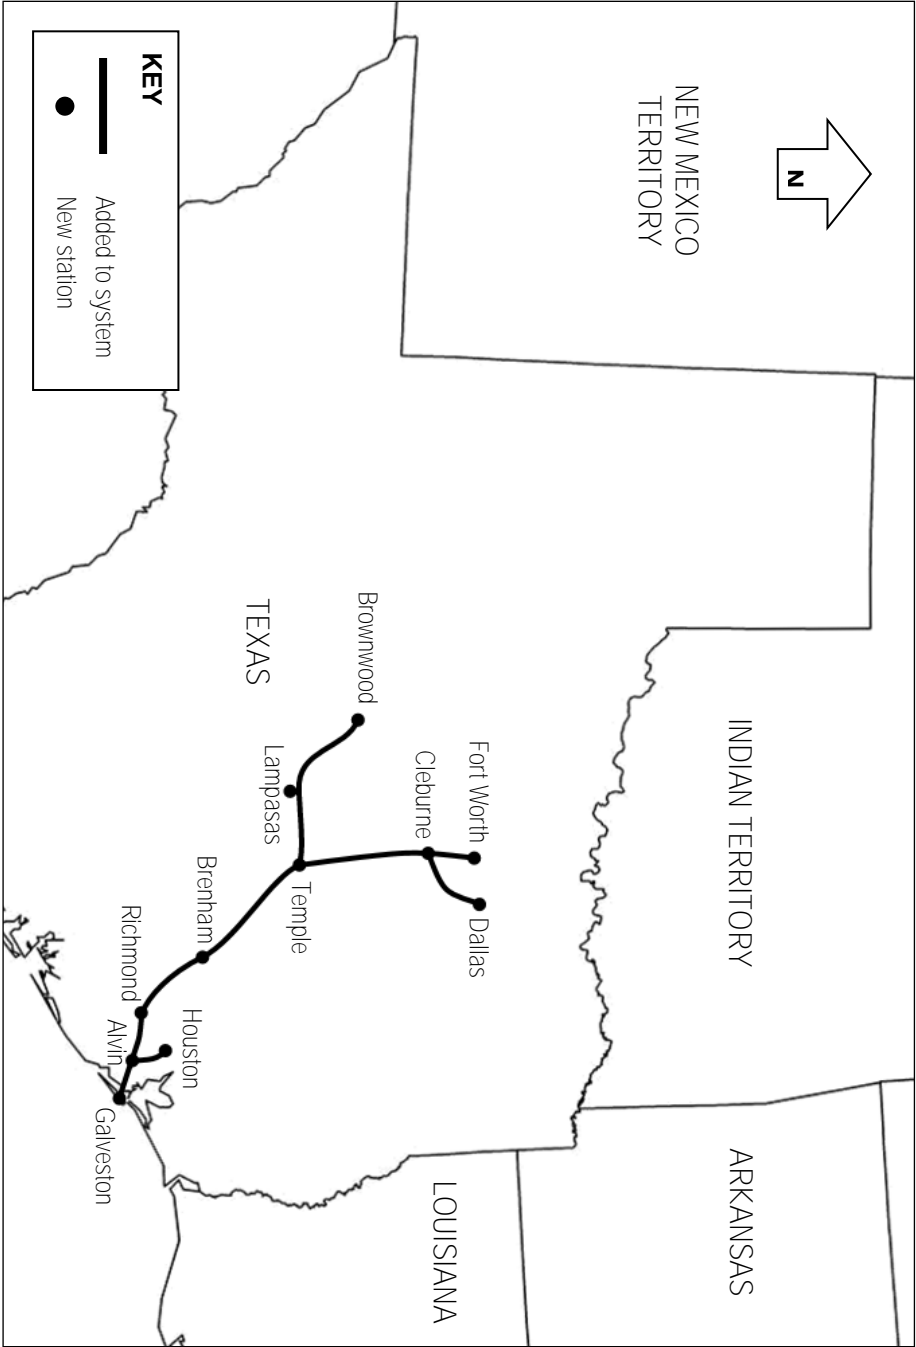 N
NEW MEXICO
TERRITORY
INDIAN TERRITORY
ARKANSAS
LOUISIANA
TEXAS
Fort Worth
Dallas
Cleburne
Brownwood
Lampasas
Temple
Brenham
Richmond
Houston
Alvin
Galveston
KEY
Added to system
New station